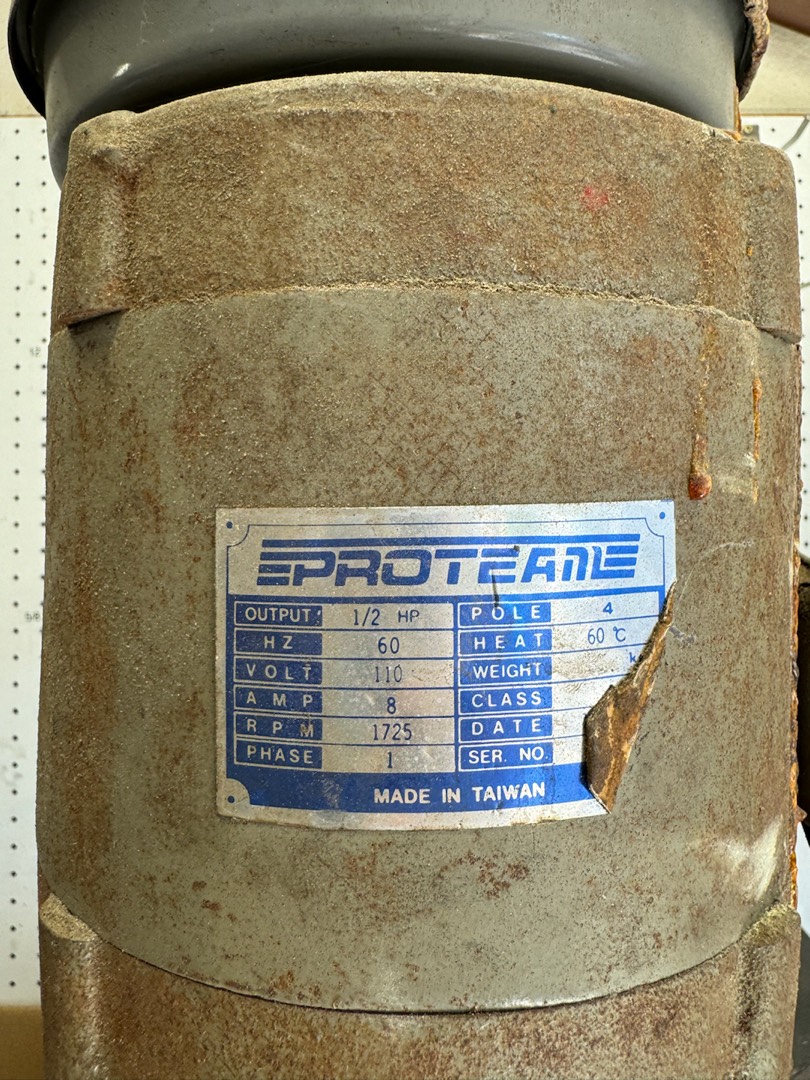 PROTEAM
OUTPUT 1/2 HP POLE 4
HZ 60 HEAT 60 ℃
VOLT 110 WEIGHT k
AMP 8 CLASS
RPM 1725 DATE
PHASE 1 SER. NO.
MADE IN TAIWAN